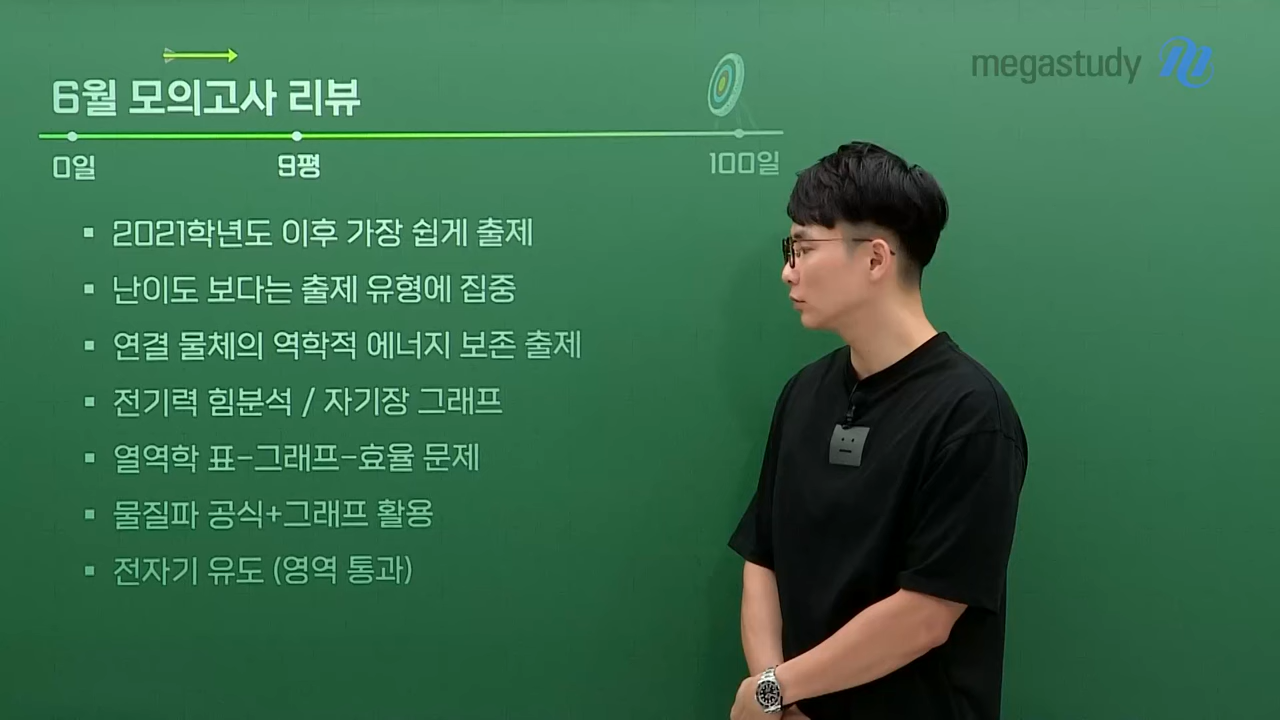 megastudy
6월 모의고사 리뷰
0일
9평
100일
2021학년도 이후 가장 쉽게 출제
난이도 보다는 출제 유형에 집중
연결 물체의 역학적 에너지 보존 출제
전기력 힘분석 / 자기장 그래프
열역학 표-그래프-효율 문제
물질파 공식+그래프 활용
전자기 유도 (영역 통과)